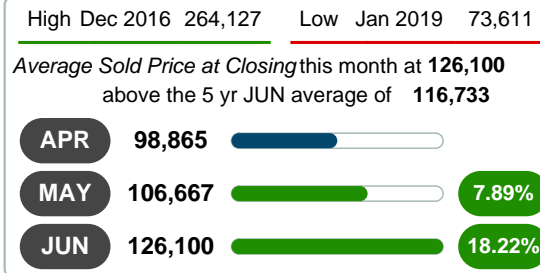 High Dec 2016 264,127 Low Jan 2019 73,611
Average Sold Price at Closing this month at 126,100
above the 5 yr JUN average of 116,733
APR 98,865
MAY 106,667 7.89%
JUN 126,100 18.22%